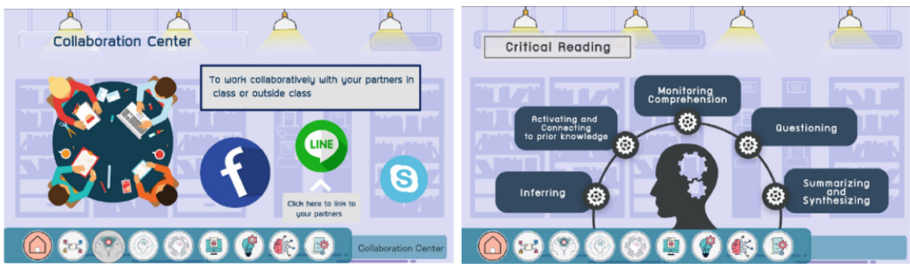 Collaboration Center
To work collaboratively with your partners in
class or outside class
f
LINE
S
Click here to link to
your partners
Collaboration Center
Critical Reading
Monitoring
Comprehension
Activating and
Connecting
to prior knowledge
Questioning
Inferring
Summarizing
and
Synthesizing